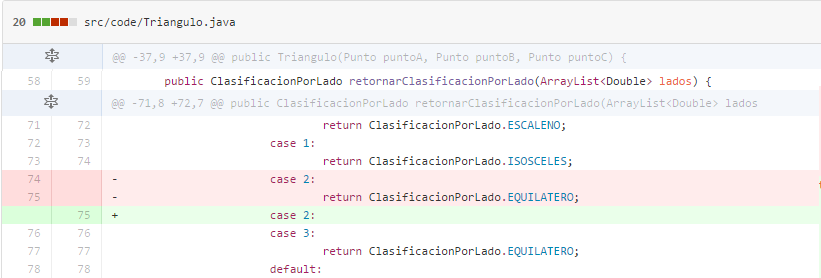 20 src/code/Triangulo.java
@@ -37,9 +37,9 @@ public Triangulo(Punto puntoA, Punto puntoB, Punto puntoC) {
58 59 public ClasificacionPorLado retornarClasificacionPorLado(ArrayList<Double> lados) {
@@ -71,8 +72,7 @@ public ClasificacionPorLado retornarClasificacionPorLado(ArrayList<Double> lados
71 72 return ClasificacionPorLado.ESCALENO;
72 73 case 1:
73 74 return ClasificacionPorLado.ISOSCELES;
74 - case 2:
75 - return ClasificacionPorLado.EQUILATERO;
75 + case 2:
76 76 case 3:
77 77 return ClasificacionPorLado.EQUILATERO;
78 78 default: